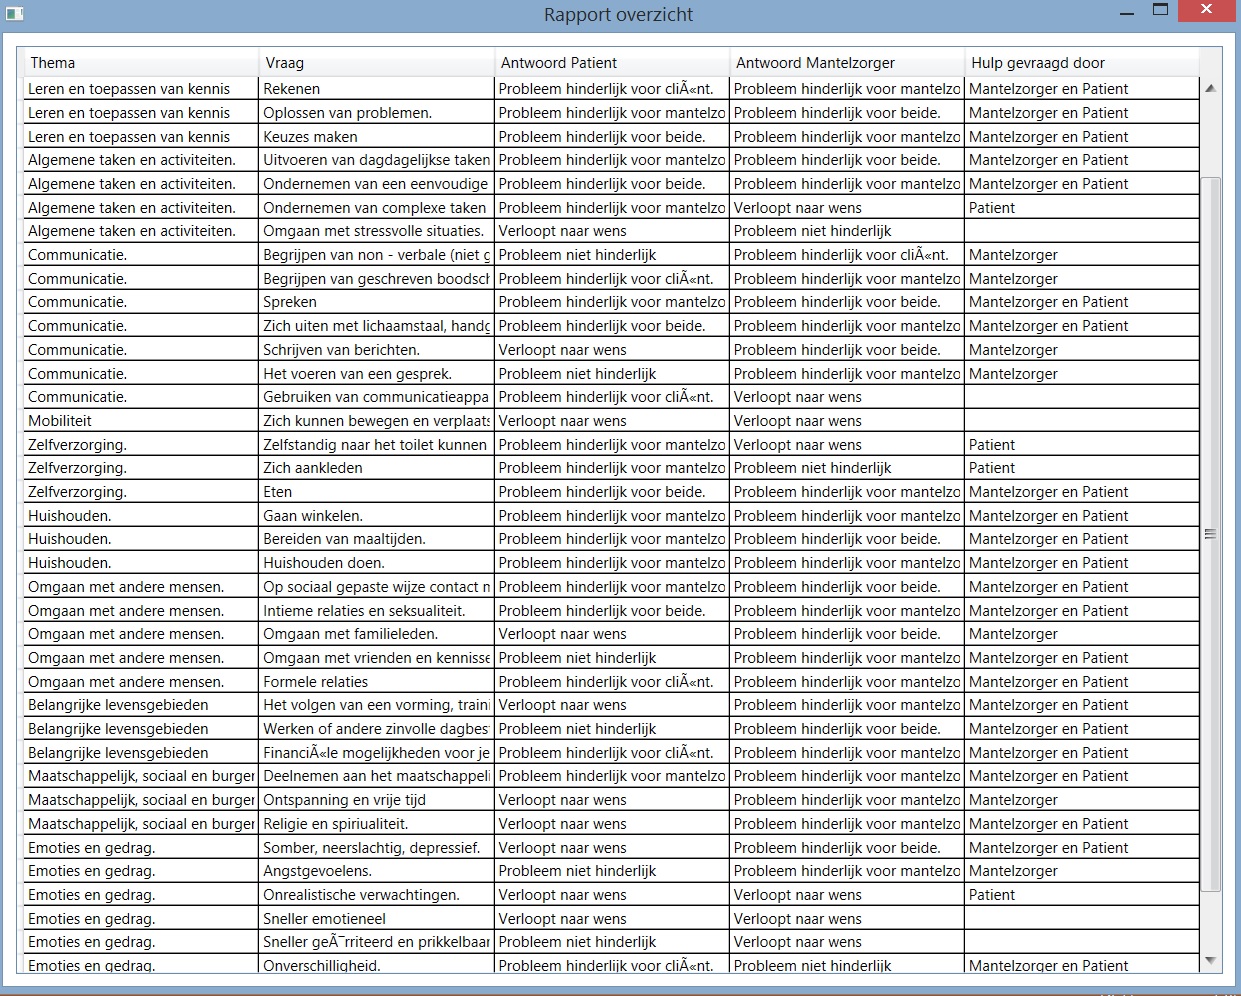 Rapport overzicht
Thema Vraag Antwoord Patient Antwoord Mantelzorger Hulp gevraagd door
Leren en toepassen van kennis Rekenen Probleem hinderlijk voor cliÃ«nt. Probleem hinderlijk voor mantelzo Mantelzorger en Patient
Leren en toepassen van kennis Oplossen van problemen. Probleem hinderlijk voor mantelzo Probleem hinderlijk voor beide. Mantelzorger en Patient
Leren en toepassen van kennis Keuzes maken Probleem hinderlijk voor beide. Probleem hinderlijk voor mantelzo Mantelzorger en Patient
Algemene taken en activiteiten. Uitvoeren van dagdagelijkse taken Probleem hinderlijk voor mantelzo Probleem hinderlijk voor beide. Mantelzorger en Patient
Algemene taken en activiteiten. Ondernemen van een eenvoudige Probleem hinderlijk voor beide. Probleem hinderlijk voor mantelzo Mantelzorger en Patient
Algemene taken en activiteiten. Ondernemen van complexe taken Probleem hinderlijk voor mantelzo Verloopt naar wens Patient
Algemene taken en activiteiten. Omgaan met stressvolle situaties. Verloopt naar wens Probleem niet hinderlijk
Communicatie. Begrijpen van non - verbale (niet g Probleem niet hinderlijk Probleem hinderlijk voor cliÃ«nt. Mantelzorger
Communicatie. Begrijpen van geschreven boodsch Probleem hinderlijk voor cliÃ«nt. Probleem hinderlijk voor mantelzo Mantelzorger
Communicatie. Spreken Probleem hinderlijk voor mantelzo Probleem hinderlijk voor beide. Mantelzorger en Patient
Communicatie. Zich uiten met lichaamstaal, handg Probleem hinderlijk voor beide. Probleem hinderlijk voor mantelzo Mantelzorger en Patient
Communicatie. Schrijven van berichten. Verloopt naar wens Probleem hinderlijk voor beide. Mantelzorger
Communicatie. Het voeren van een gesprek. Probleem niet hinderlijk Probleem hinderlijk voor mantelzo Mantelzorger
Communicatie. Gebruiken van communicatieappa Probleem hinderlijk voor cliÃ«nt. Verloopt naar wens
Mobiliteit Zich kunnen bewegen en verplaats Verloopt naar wens Verloopt naar wens
Zelfverzorging. Zelfstandig naar het toilet kunnen Probleem hinderlijk voor mantelzo Verloopt naar wens Patient
Zelfverzorging. Zich aankleden Probleem hinderlijk voor mantelzo Probleem niet hinderlijk Patient
Zelfverzorging. Eten Probleem hinderlijk voor beide. Probleem hinderlijk voor mantelzo Mantelzorger en Patient
Huishouden. Gaan winkelen. Probleem hinderlijk voor mantelzo Probleem hinderlijk voor mantelzo Mantelzorger en Patient
Huishouden. Bereiden van maaltijden. Probleem hinderlijk voor mantelzo Probleem hinderlijk voor beide. Mantelzorger en Patient
Huishouden. Huishouden doen. Probleem hinderlijk voor mantelzo Probleem hinderlijk voor mantelzo Mantelzorger en Patient
Omgaan met andere mensen. Op sociaal gepaste wijze contact m Probleem hinderlijk voor mantelzo Probleem hinderlijk voor beide. Mantelzorger en Patient
Omgaan met andere mensen. Intieme relaties en seksualiteit. Probleem hinderlijk voor beide. Probleem hinderlijk voor mantelzo Mantelzorger en Patient
Omgaan met andere mensen. Omgaan met familieleden. Verloopt naar wens Probleem hinderlijk voor beide. Mantelzorger
Omgaan met andere mensen. Omgaan met vrienden en kennisse Probleem niet hinderlijk Probleem hinderlijk voor mantelzo Mantelzorger en Patient
Omgaan met andere mensen. Formele relaties Probleem hinderlijk voor cliÃ«nt. Probleem hinderlijk voor mantelzo Mantelzorger en Patient
Belangrijke levensgebieden Het volgen van een vorming, traini Verloopt naar wens Probleem hinderlijk voor mantelzo Mantelzorger en Patient
Belangrijke levensgebieden Werken of andere zinvolle dagbes Probleem niet hinderlijk Probleem hinderlijk voor beide. Mantelzorger en Patient
Belangrijke levensgebieden FinanciÃ«le mogelijkheden voor je Probleem hinderlijk voor cliÃ«nt. Probleem hinderlijk voor mantelzo Mantelzorger en Patient
Maatschappelijk, sociaal en burger Deelnemen aan het maatschappeli Probleem hinderlijk voor mantelzo Probleem hinderlijk voor mantelzo Mantelzorger en Patient
Maatschappelijk, sociaal en burger Ontspanning en vrije tijd Verloopt naar wens Probleem hinderlijk voor mantelzo Mantelzorger
Maatschappelijk, sociaal en burger Religie en spiriualiteit. Verloopt naar wens Probleem hinderlijk voor mantelzo Mantelzorger en Patient
Emoties en gedrag. Somber, neerslachtig, depressief. Verloopt naar wens Probleem hinderlijk voor beide. Mantelzorger en Patient
Emoties en gedrag. Angstgevoelens. Probleem niet hinderlijk Probleem hinderlijk voor mantelzo Mantelzorger
Emoties en gedrag. Onrealistische verwachtingen. Verloopt naar wens Verloopt naar wens Patient
Emoties en gedrag. Sneller emotieneel Verloopt naar wens Verloopt naar wens
Emoties en gedrag. Sneller geÃ¯rriteerd en prikkelbaar Probleem niet hinderlijk Verloopt naar wens
Emoties en gedrag. Onverschilligheid. Probleem hinderlijk voor cliÃ«nt. Probleem niet hinderlijk Mantelzorger en Patient